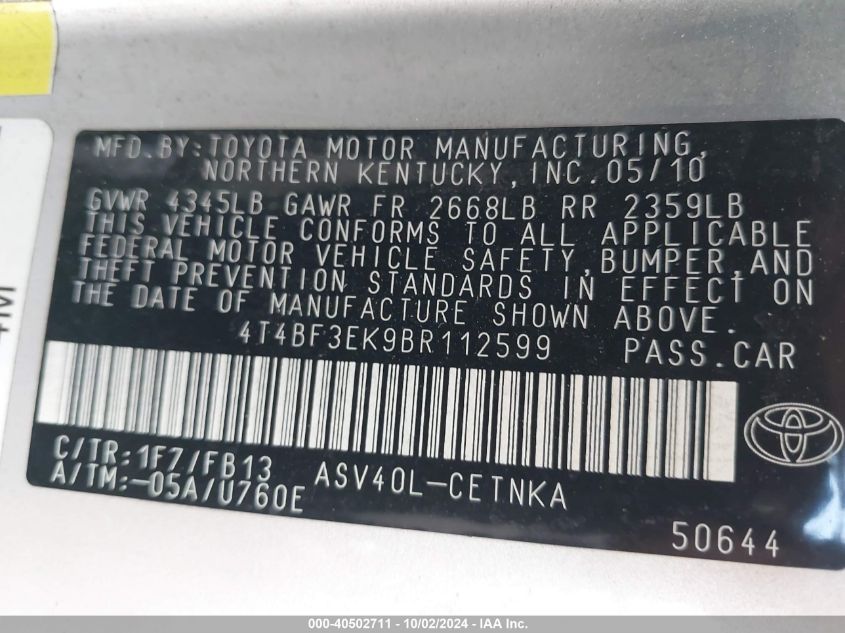 MFD.BY:TOYOTA MOTOR MANUFACTURING,
NORTHERN KENTUCKY,INC.05/10
GVWR 4345LB GAWR FR 2668LB RR 2359LB
THIS VEHICLE CONFORMS TO ALL APPLICABLE
FEDERAL MOTOR VEHICLE SAFETY,BUMPER,AND
THEFT PREVENTION STANDARDS IN EFFECT ON
THE DATE OF MANUFACTURE SHOWN ABOVE.
4T4BF3EK9BR112599 PASS.CAR
C/TR:1F7/FB13
A/TM:-05A/U760E
ASV40L-CETNKA
50644
000-40502711 - 10/02/2024 - IAA Inc.